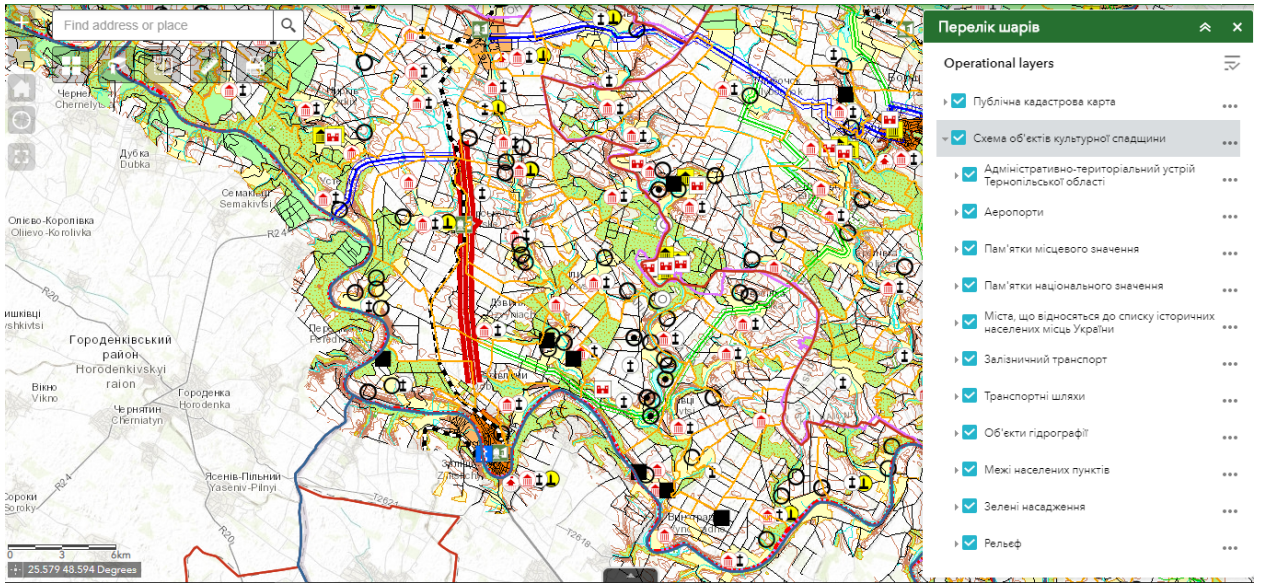 Find address or place
Перелік шарів
Operational layers
Публічна кадастрова карта
Схема об'єктів культурної спадщини
Адміністративно-територіальний устрій
Тернопільської області
Аеропорти
Пам'ятки місцевого значення
Пам'ятки національного значення
Міста, що відносяться до списку історичних
населених місць України
Залізничний транспорт
Транспортні шляхи
Об'єкти гідрографії
Межі населених пунктів
Зелені насадження
Рельєф
Дубка
Dubka
Semakivtsi
Олієво-Королівка
Oliievo-Korolivka
R24
R20
Городенківський
район
Horodenkivskyi
raion
Вікно
Vikno
Городенка
Horodenka
Чернятин
Cherniatyn
Ясенів-Пільний
Yaseniv-Pilnyi
Сороки
Soroky
R24
R20
T2621
T2618
0 3 6km
25.579 48.594 Degrees